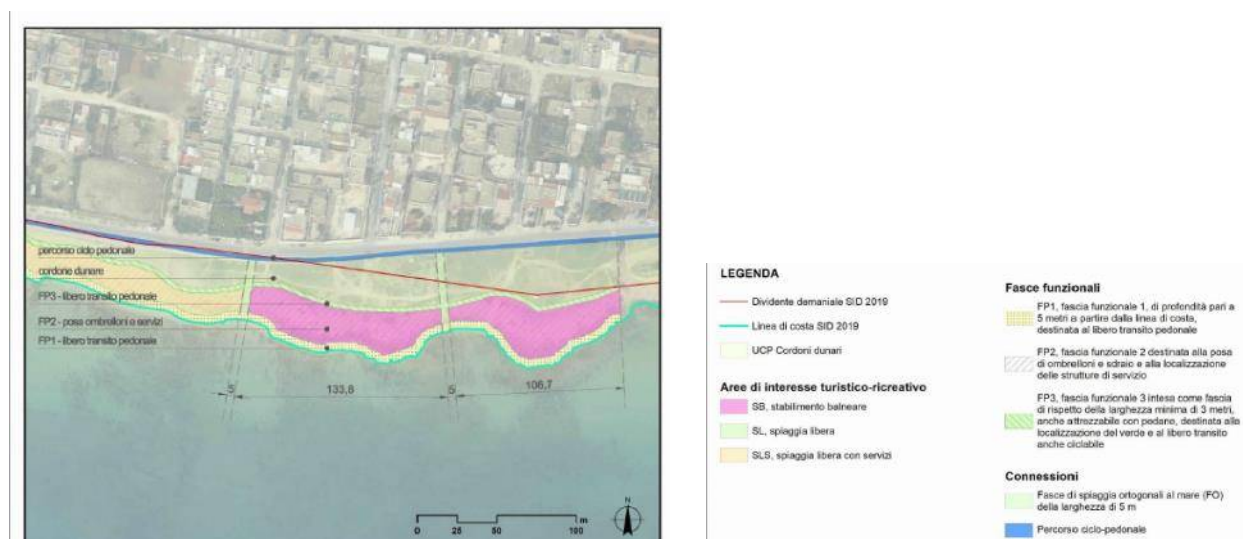 percorso ciclo pedonale
cordone dunare
FP3 - libero transito pedonale
FP2 - posa ombrelloni e servizi
FP1 - libero transito pedonale
5
133,8
5
106,7
N
m
0
25
50
100
LEGENDA
Dividente demaniale SID 2019
Linea di costa SID 2019
UCP Cordoni dunari
Aree di interesse turistico-ricreativo
SB, stabilimento balneare
SL, spiaggia libera
SLS, spiaggia libera con servizi
Fasce funzionali
FP1, fascia funzionale 1, di profondità pari a
5 metri a partire dalla linea di costa,
destinata al libero transito pedonale
FP2, fascia funzionale 2 destinata alla posa
di ombrelloni e sdraio e alla localizzazione
delle strutture di servizio
FP3, fascia funzionale 3 intesa come fascia
di rispetto della larghezza minima di 3 metri,
anche attrezzabile con pedane, destinata alla
localizzazione del verde e al libero transito
anche ciclabile
Connessioni
Fasce di spiaggia ortogonali al mare (FO)
della larghezza di 5 m
Percorso ciclo-pedonale